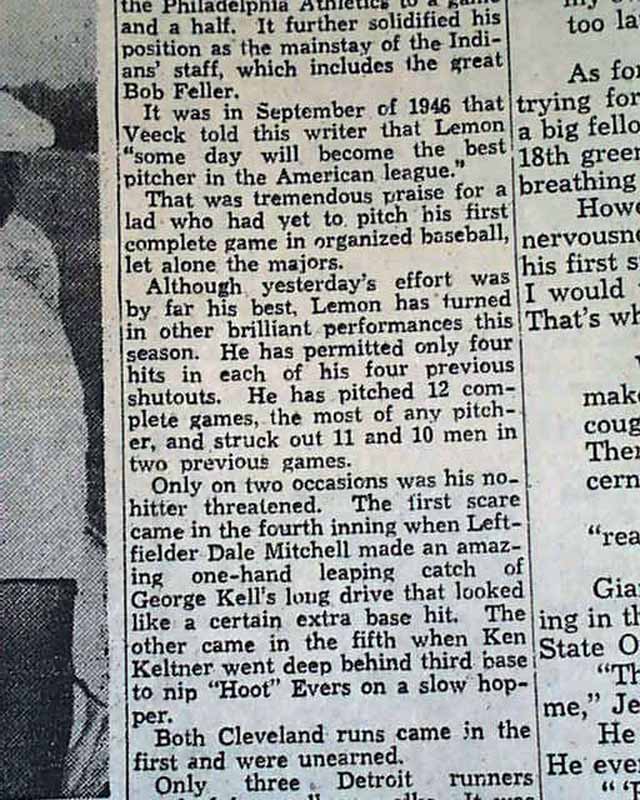 the Philadelphia Athletics to a game
and a half. It further solidified his
position as the mainstay of the Indi-
ans' staff, which includes the great
Bob Feller.
It was in September of 1946 that
Veeck told this writer that Lemon
"some day will become the best
pitcher in the American league."
That was tremendous praise for a
lad who had yet to pitch his first
complete game in organized baseball,
let alone the majors.
Although yesterday's effort was
by far his best, Lemon has turned
in other brilliant performances this
season. He has permitted only four
hits in each of his four previous
shutouts. He has pitched 12 com-
plete games, the most of any pitch-
er, and struck out 11 and 10 men in
two previous games.
Only on two occasions was his no-
hitter threatened. The first scare
came in the fourth inning when Left-
fielder Dale Mitchell made an amaz-
ing one-hand leaping catch of
George Kell's long drive that looked
like a certain extra base hit. The
other came in the fifth when Ken
Keltner went deep behind third base
to nip "Hoot" Evers on a slow hop-
per.
Both Cleveland runs came in the
first and were unearned.
Only three Detroit runners
too la
As for
trying for
a big fello
18th green
breathing
Howe
nervousne
his first s
I would
That's wh
make
coug
Ther
cern
"rea
Gia
ing in th
State O
"Th
me," Je
He
He eve